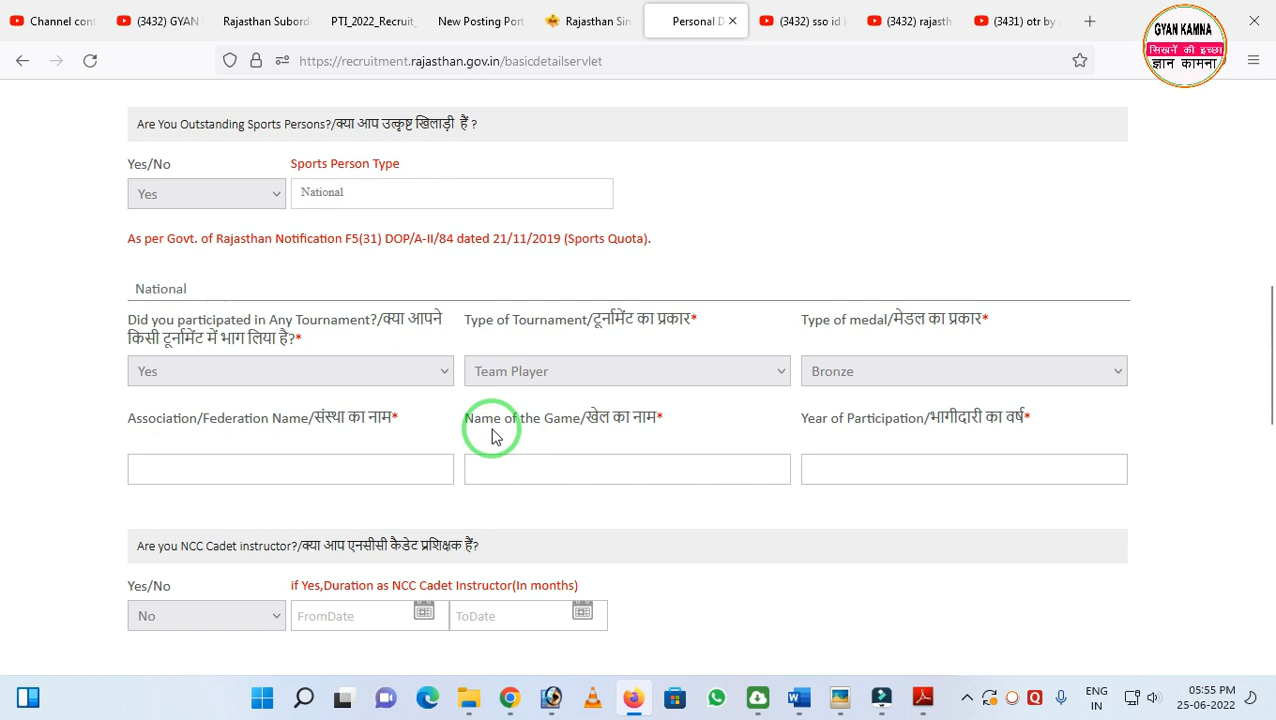 Channel cont
(3432) GYAN
Rajasthan Subord
PTI_2022_Recruit
New Posting Port
Rajasthan Sin
Personal D
(3432) sso id
(3432) rajasth
(3431) otr by
GYAN KAMNA
सिखनें की इच्छा
ज्ञान कामना
https://recruitment.rajasthan.gov.in/basicdetailservlet
Are You Outstanding Sports Persons?/क्या आप उत्कृष्ट खिलाड़ी हैं ?
Yes/No
Sports Person Type
Yes
National
As per Govt. of Rajasthan Notification F5(31) DOP/A-II/84 dated 21/11/2019 (Sports Quota).
National
Did you participated in Any Tournament?/क्या आपने
किसी टूर्नामेंट में भाग लिया है?*
Type of Tournament/टूर्नामेंट का प्रकार*
Type of medal/मेडल का प्रकार*
Yes
Team Player
Bronze
Association/Federation Name/संस्था का नाम*
Name of the Game/खेल का नाम*
Year of Participation/भागीदारी का वर्ष*
Are you NCC Cadet instructor?/क्या आप एनसीसी कैडेट प्रशिक्षक हैं?
Yes/No
if Yes,Duration as NCC Cadet Instructor(In months)
No
FromDate
ToDate
ENG
IN
05:55 PM
25-06-2022